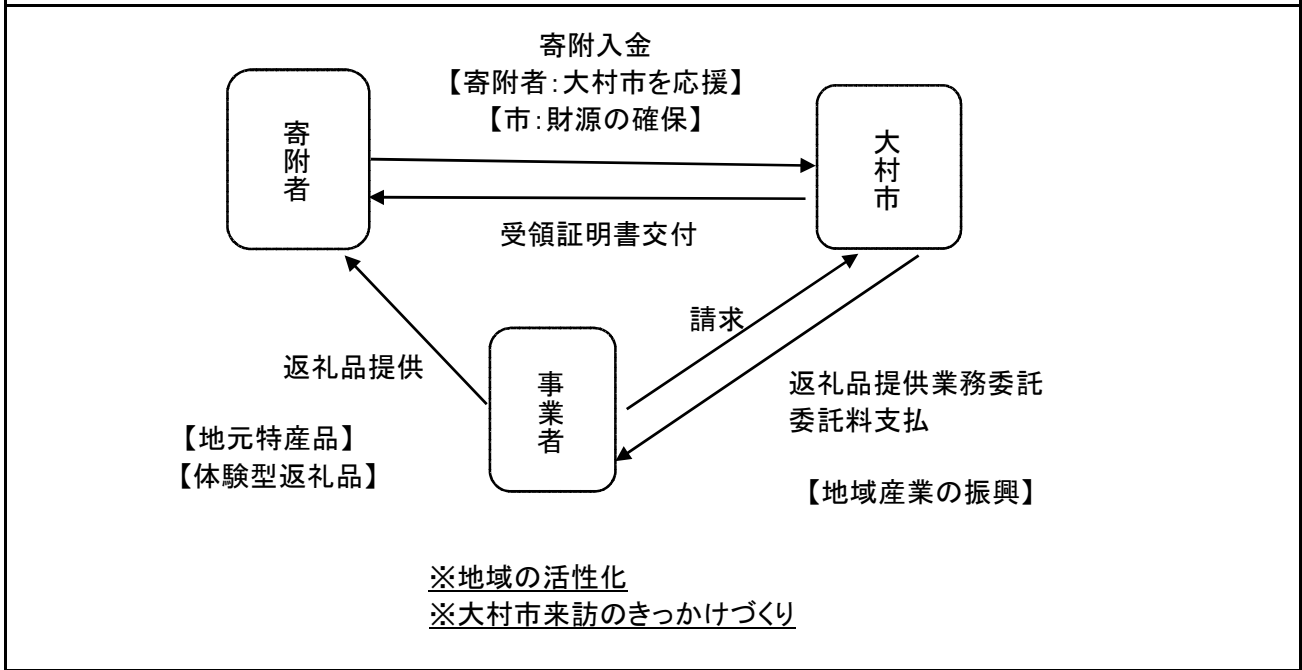 寄附入金
【寄附者：大村市を応援】
【市：財源の確保】
寄附者
大村市
受領証明書交付
請求
返礼品提供
事業者
返礼品提供業務委託
委託料支払
【地元特産品】
【体験型返礼品】
【地域産業の振興】
※地域の活性化
※大村市来訪のきっかけづくり